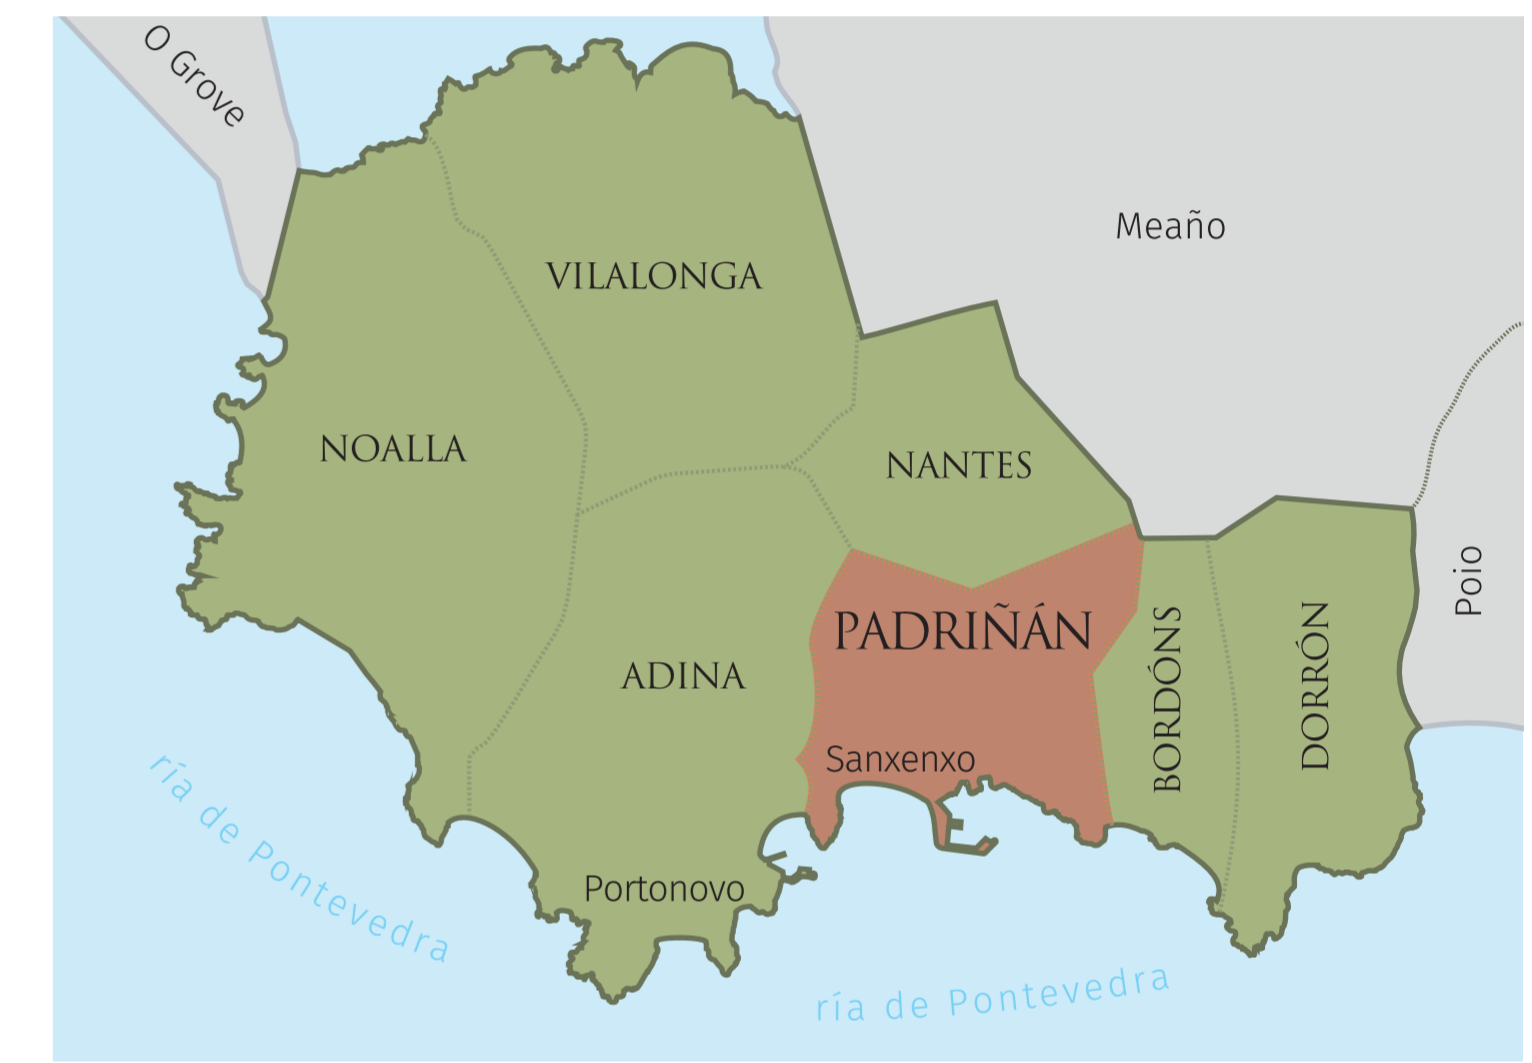 O Grove
Meaño
VILALONGA
NOALLA
NANTES
Poio
PADRIÑÁN
BORDÓNS
DORRÓN
ADINA
Sanxenxo
Portonovo
ría de Pontevedra
ría de Pontevedra